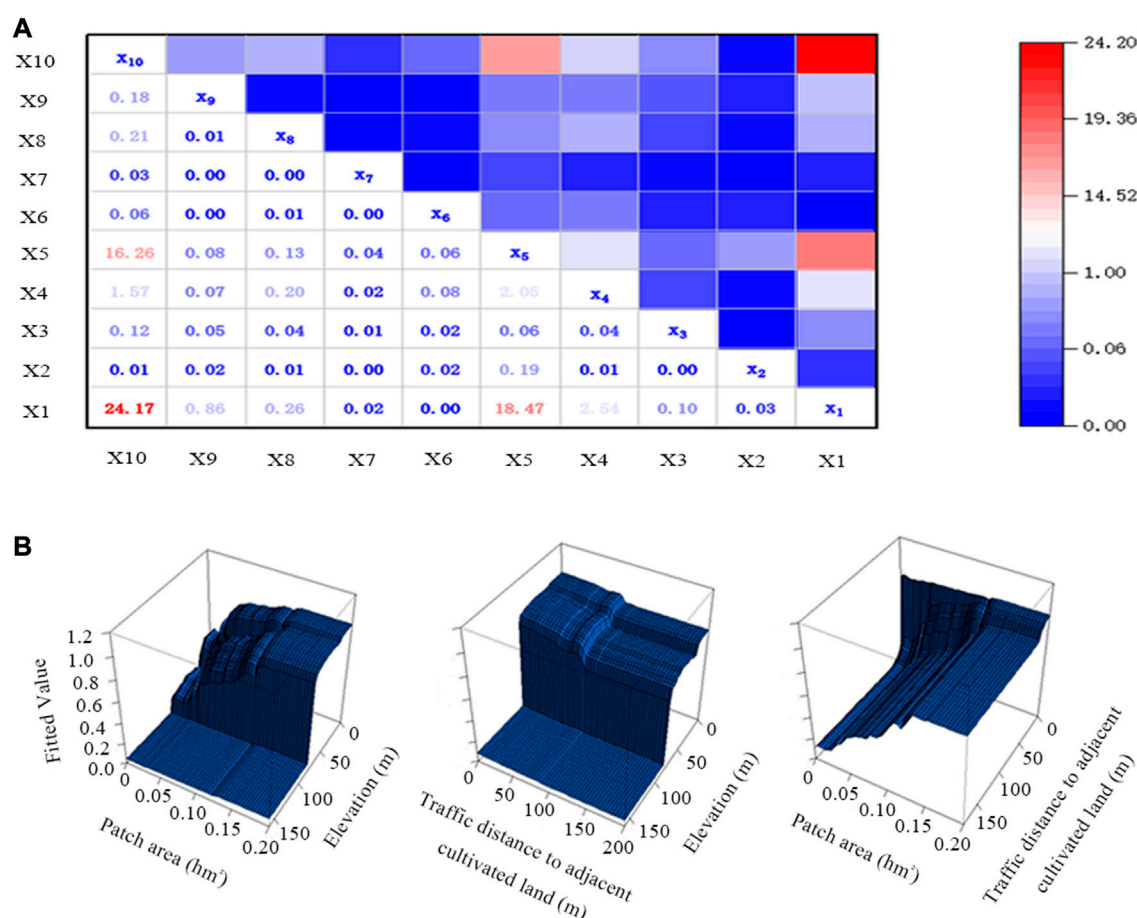 A
X10 x10 24.20
X9 0.18 x9
X8 0.21 0.01 x8 19.36
X7 0.03 0.00 0.00 x7
X6 0.06 0.00 0.01 0.00 x6 14.52
X5 16.26 0.08 0.13 0.04 0.06 x5
X4 1.57 0.07 0.20 0.02 0.08 2.05 x4 1.00
X3 0.12 0.05 0.04 0.01 0.02 0.06 0.04 x3
X2 0.01 0.02 0.01 0.00 0.02 0.19 0.01 0.00 x2 0.06
X1 24.17 0.86 0.26 0.02 0.00 18.47 2.54 0.10 0.03 x1 0.00
X10 X9 X8 X7 X6 X5 X4 X3 X2 X1
B
Fitted Value
1.2
1.0
0.8
0.6
0.4
0.2
0.0
0 0.05 0.10 0.15 0.20
Patch area (hm²)
0 50 100 150
Elevation (m)
0 50 100 150 200
Traffic distance to adjacent
cultivated land (m)
0 50 100 150
Elevation (m)
0 0.05 0.10 0.15 0.20
Patch area (hm²)
0 50 100 150
Traffic distance to adjacent
cultivated land (m)